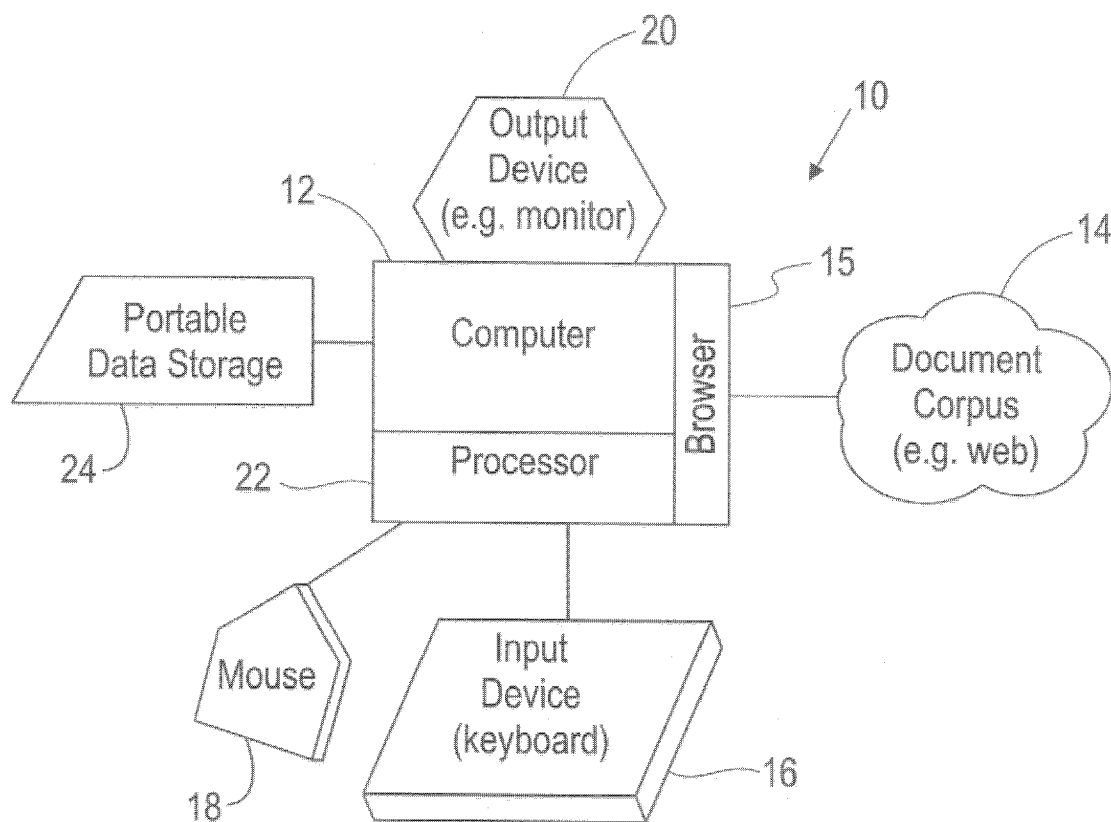 20
Output
Device
(e.g. monitor)
10
12
15
14
Portable
Data Storage
Computer
Browser
Document
Corpus
(e.g. web)
24
22
Processor
Mouse
Input
Device
(keyboard)
18
16